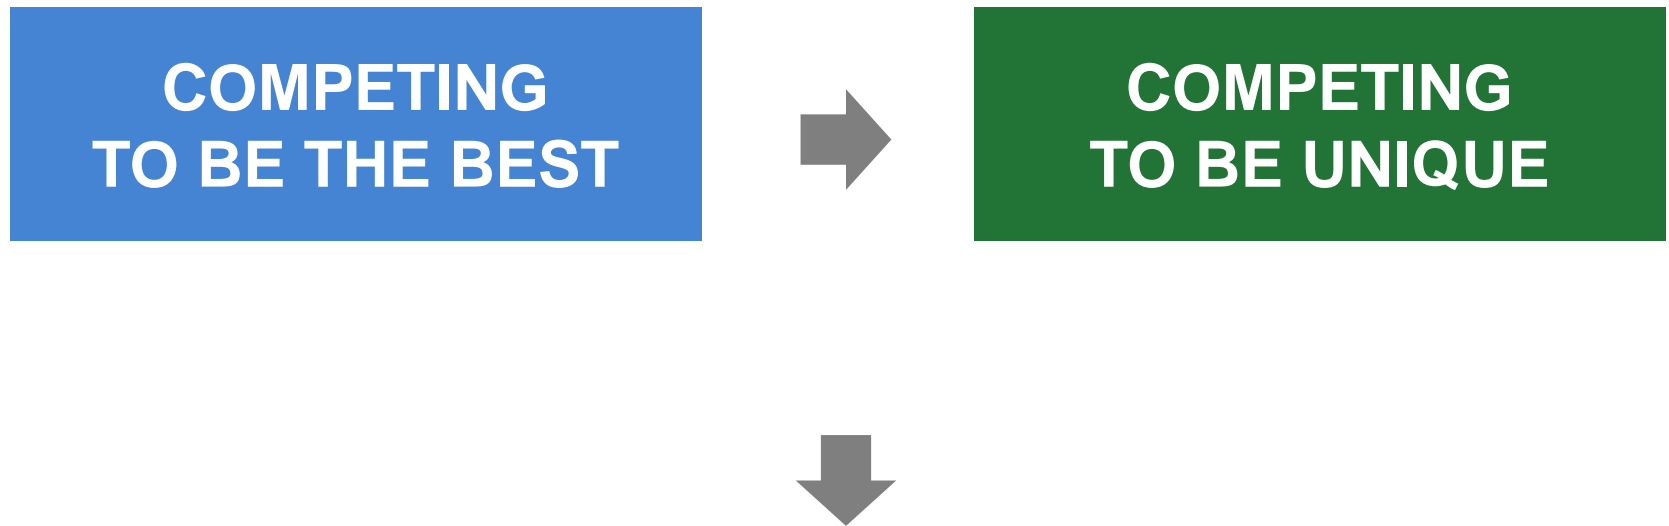 COMPETING
TO BE THE BEST
COMPETING
TO BE UNIQUE